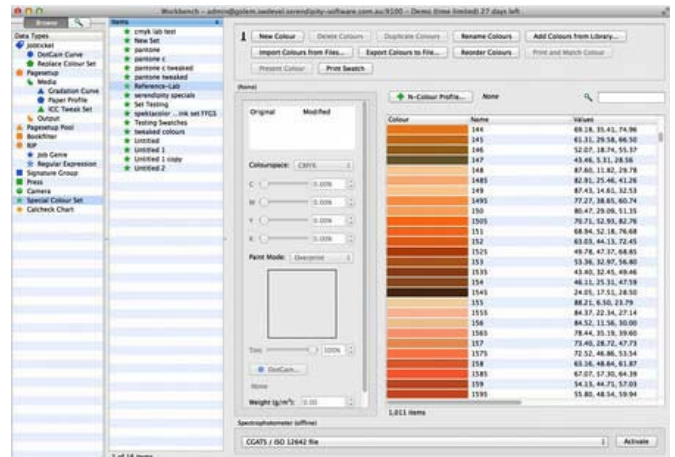 Workbench – admin@golem.swdevel.serendipity-software.com.au:9100 – Demo (time limited) 27 days left
Browse
Data Types
Jobticket
DotGain Curve
Replace Colour Set
Pagesetup
Media
Gradation Curve
Paper Profile
ICC Tweak Set
Output
Pagesetup Pool
Bookfilter
RIP
Job Genre
Regular Expression
Signature Group
Press
Camera
Special Colour Set
Calcheck Chart
Items
cmyk lab test
New Set
pantone
pantone c
pantone c tweaked
pantone tweaked
Reference-Lab
serendipity specials
Set Testing
spektacolor ...ink set FFGS
Testing Swatches
tweaked colours
Untitled
Untitled 1
Untitled 1 copy
Untitled 2
1 of 16 items
New Colour
Delete Colours
Duplicate Colours
Rename Colours
Add Colours from Library...
Import Colours from Files...
Export Colours to File...
Reorder Colours
Print and Match Colour
Present Colour
Print Swatch
(None)
Original Modified
Colourspace: CMYK
C 0.00%
M 0.00%
Y 0.00%
K 0.00%
Paint Mode: Overprint
Tint 100%
DotGain...
None
Weight (g/m²): 0.00
N-Colour Profile... None
Colour Name Values
144 69.18, 35.41, 74.96
145 61.31, 29.58, 66.50
146 52.07, 18.74, 55.37
147 43.46, 5.31, 28.56
148 87.60, 11.82, 29.78
1485 82.91, 25.46, 41.26
149 87.43, 14.61, 32.53
1495 77.27, 38.65, 60.74
150 80.47, 29.09, 51.35
1505 70.71, 52.93, 82.76
151 68.94, 52.18, 76.68
152 63.03, 44.13, 72.45
1525 49.78, 47.37, 68.85
153 53.36, 32.97, 56.80
1535 43.40, 32.45, 49.46
154 46.11, 25.31, 47.59
1545 24.05, 17.51, 28.50
155 88.21, 6.50, 23.79
1555 84.37, 22.34, 27.14
156 84.52, 11.56, 30.00
1565 78.44, 35.19, 39.60
157 73.40, 28.72, 47.73
1575 72.52, 46.86, 53.54
158 65.16, 48.64, 61.87
1585 67.07, 57.30, 64.39
159 54.13, 44.71, 57.03
1595 55.80, 48.54, 59.94
1,011 items
Spectrophotometer (offline)
CGATS / ISO 12642 file
Activate